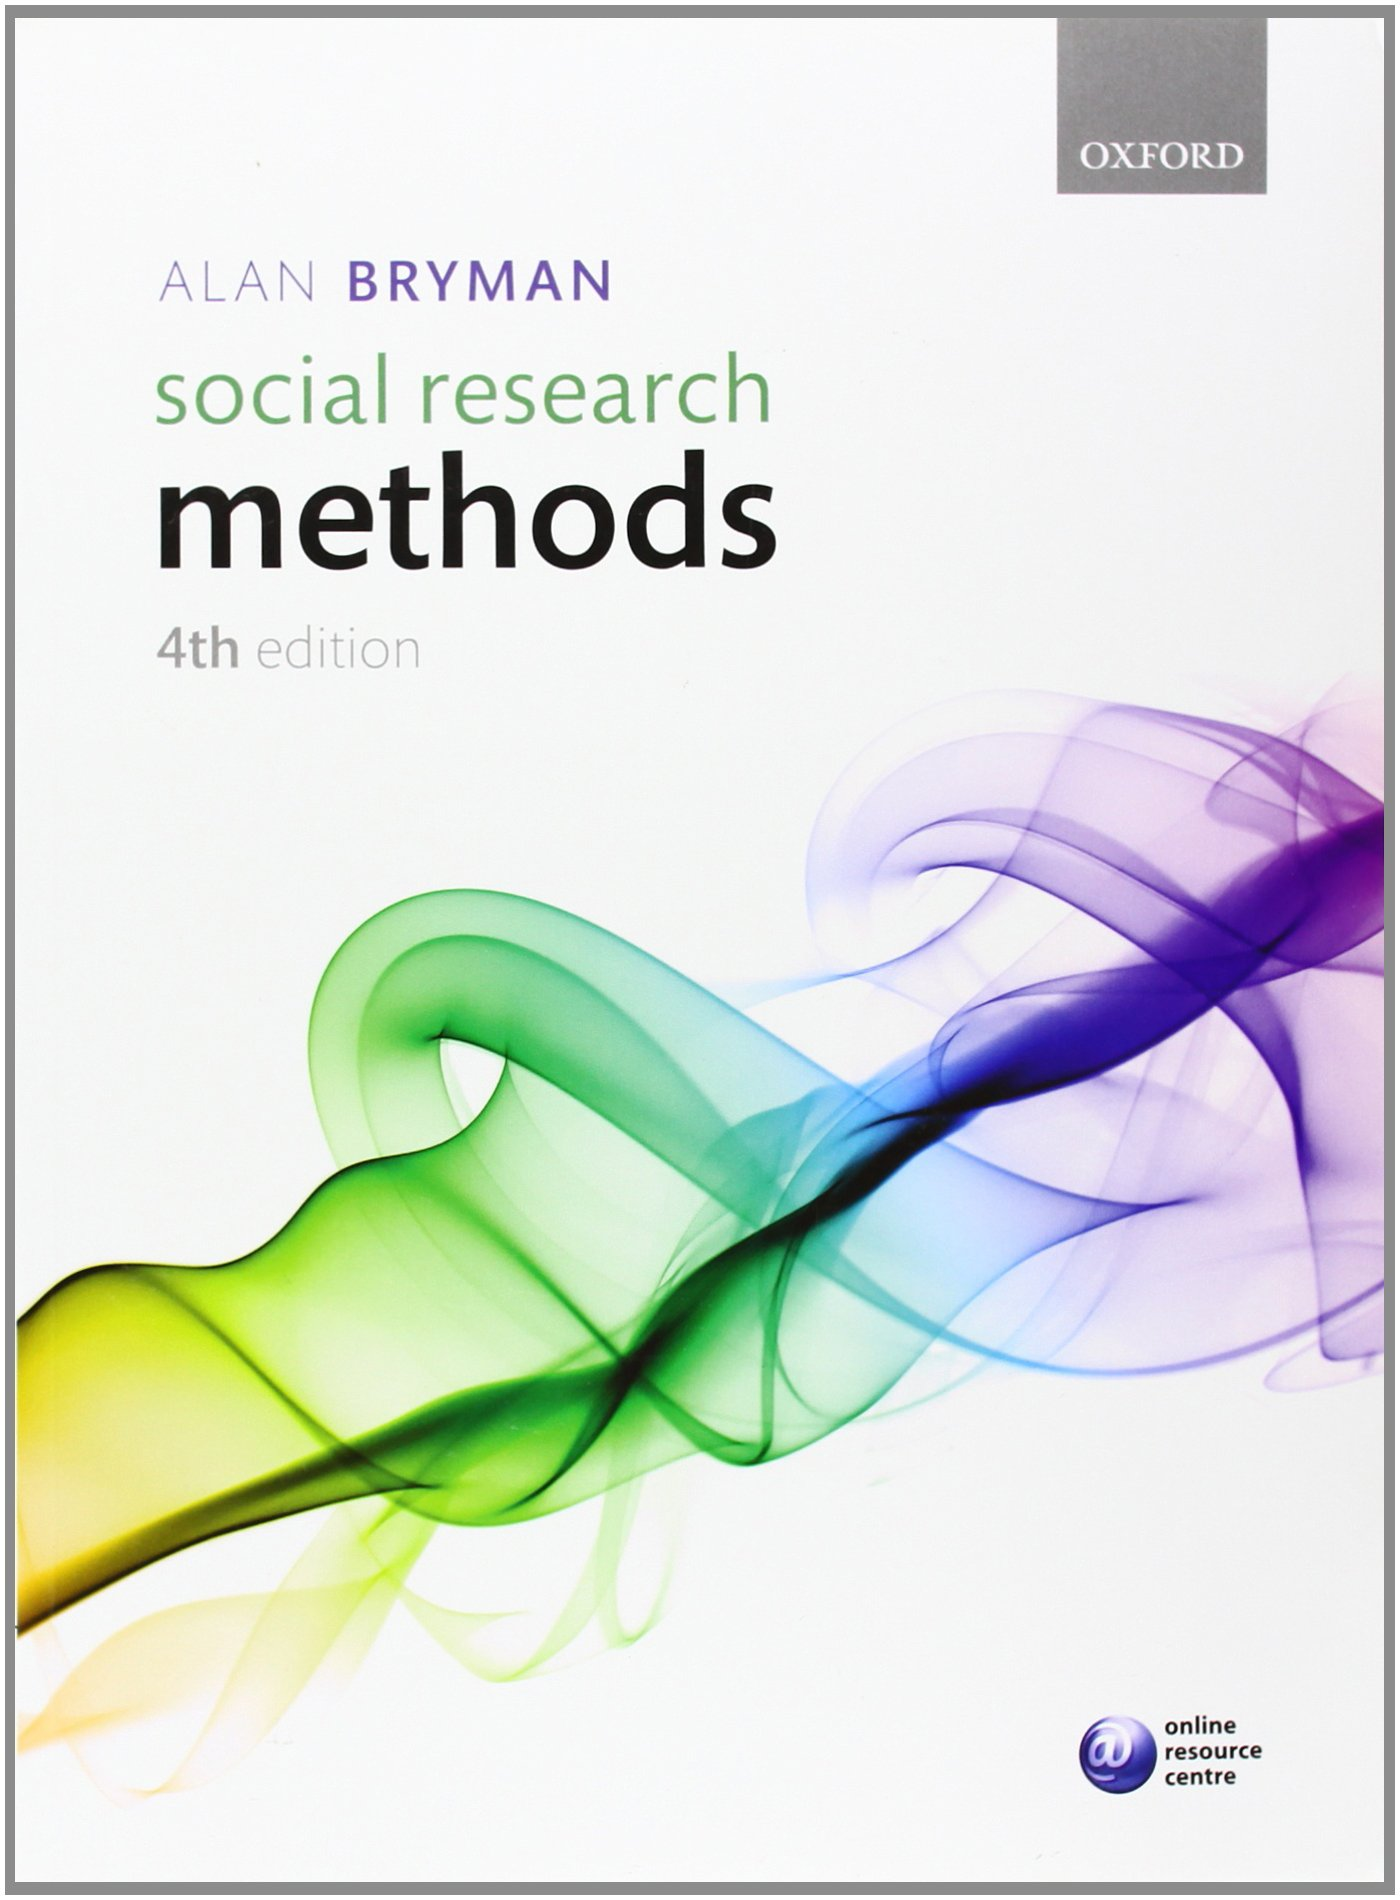 OXFORD
ALAN BRYMAN
social research
methods
4th edition
@ online
resource
centre